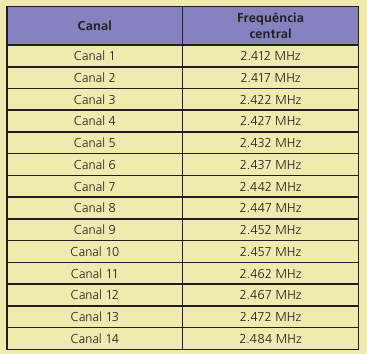 Canal Frequência central
Canal 1 2.412 MHz
Canal 2 2.417 MHz
Canal 3 2.422 MHz
Canal 4 2.427 MHz
Canal 5 2.432 MHz
Canal 6 2.437 MHz
Canal 7 2.442 MHz
Canal 8 2.447 MHz
Canal 9 2.452 MHz
Canal 10 2.457 MHz
Canal 11 2.462 MHz
Canal 12 2.467 MHz
Canal 13 2.472 MHz
Canal 14 2.484 MHz